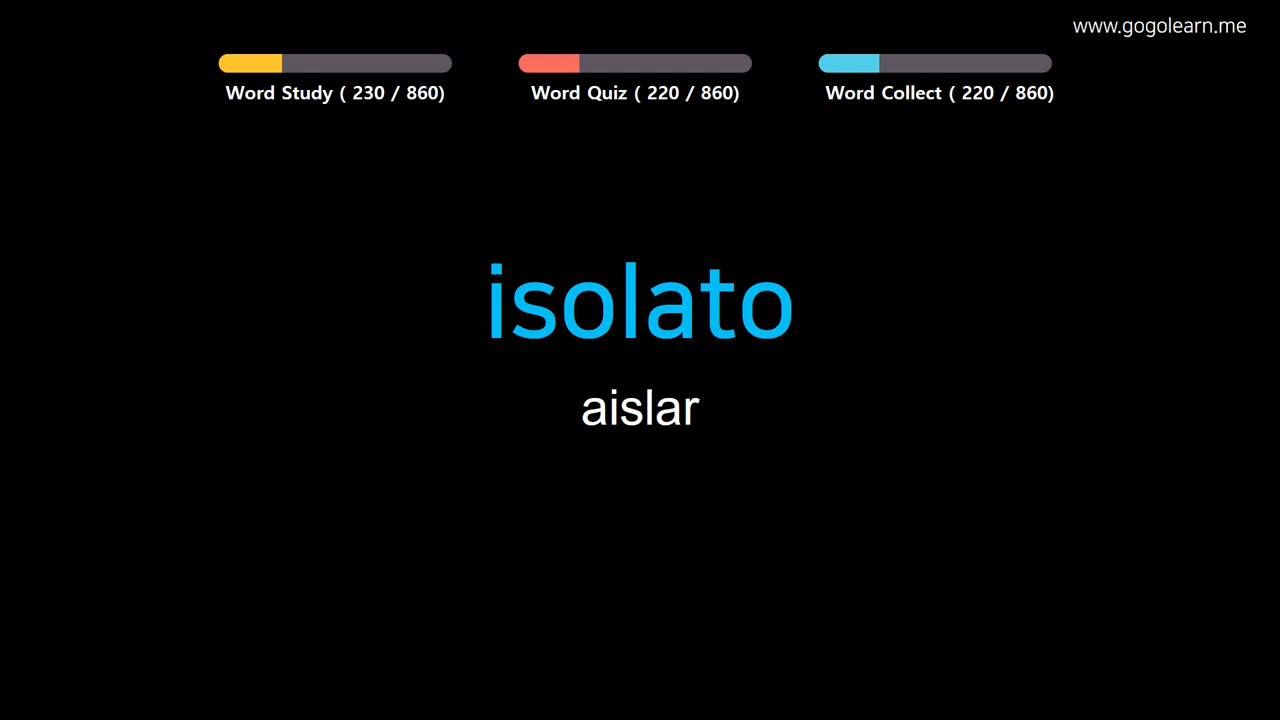 www.gogolearn.me
Word Study ( 230 / 860)
Word Quiz ( 220 / 860)
Word Collect ( 220 / 860)
isolato
aislar